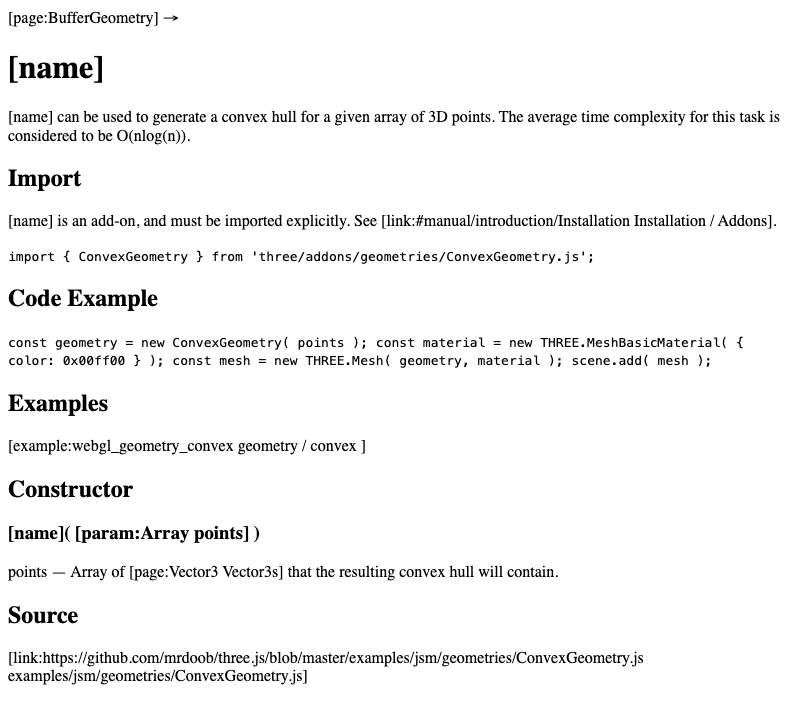 [page:BufferGeometry] →
[name]
[name] can be used to generate a convex hull for a given array of 3D points. The average time complexity for this task is
considered to be O(nlog(n)).
Import
[name] is an add-on, and must be imported explicitly. See [link:#manual/introduction/Installation Installation / Addons].
import { ConvexGeometry } from 'three/addons/geometries/ConvexGeometry.js';
Code Example
const geometry = new ConvexGeometry( points ); const material = new THREE.MeshBasicMaterial( {
color: 0x00ff00 } ); const mesh = new THREE.Mesh( geometry, material ); scene.add( mesh );
Examples
[example:webgl_geometry_convex geometry / convex ]
Constructor
[name]( [param:Array points] )
points — Array of [page:Vector3 Vector3s] that the resulting convex hull will contain.
Source
[link:https://github.com/mrdoob/three.js/blob/master/examples/jsm/geometries/ConvexGeometry.js
examples/jsm/geometries/ConvexGeometry.js]